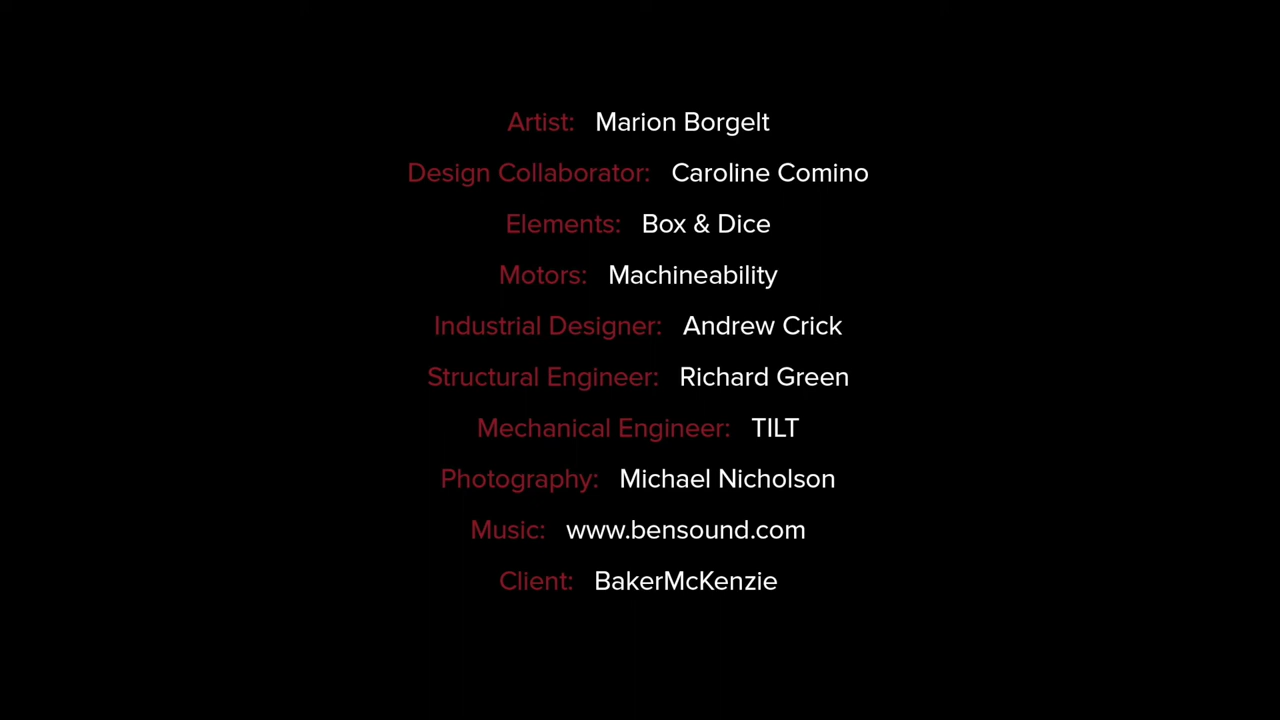 Artist: Marion Borgelt
Design Collaborator: Caroline Comino
Elements: Box & Dice
Motors: Machineability
Industrial Designer: Andrew Crick
Structural Engineer: Richard Green
Mechanical Engineer: TILT
Photography: Michael Nicholson
Music: www.bensound.com
Client: BakerMcKenzie